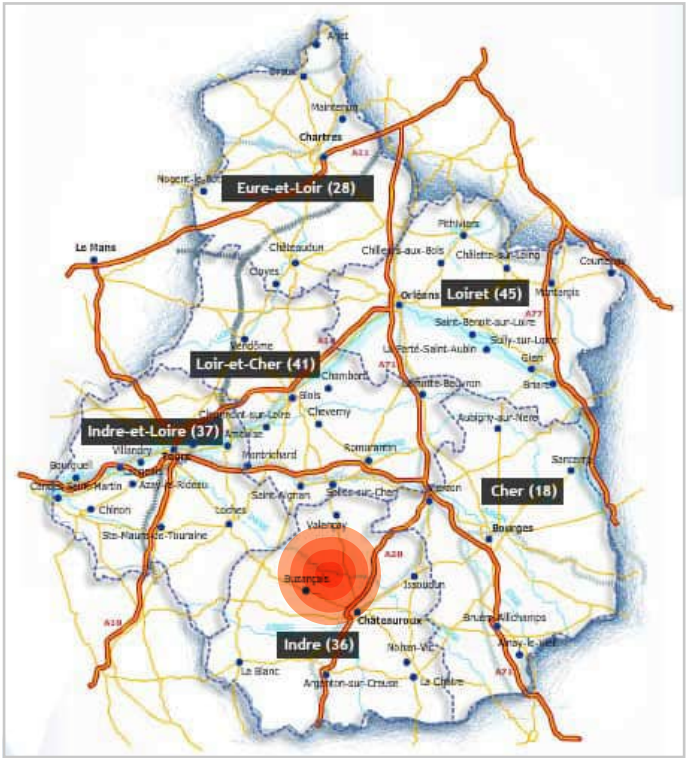 Anet
Dreux
Maintenon
Chartres
A11
Nogent-le-Rot
Eure-et-Loir (28)
Pithiviers
Le Mans
Châteaudun
Chilleurs-aux-Bois
Châlette-sur-Loing
Courtenay
Cloyes
Orléans
Loiret (45)
Montargis
A77
Saint-Benoit-sur-Loire
Sully-sur-Loire
Vendôme
A10
La Ferté-Saint-Aubin
Gien
Loir-et-Cher (41)
A71
Chambord
Lamotte-Beuvron
Briare
Blois
Chaumont-sur-Loire
Cheverny
Aubigny-sur-Nere
Indre-et-Loire (37)
Amboise
Villandry
Tours
Montrichard
Romorantin
Sancerre
Bourgueil
Langeais
Candes-Saint-Martin
Azay-le-Rideau
Saint-Aignan
Selles-sur-Cher
Vierzon
Cher (18)
Chinon
Loches
Valençay
Bourges
Ste-Maure-de-Touraine
A20
Buzançais
Issoudun
A10
Châteauroux
Bruère-Allichamps
Indre (36)
Nohan-Vic
Ainay-le-Vieil
Le Blanc
A71
Argenton-sur-Creuse
La Châtre